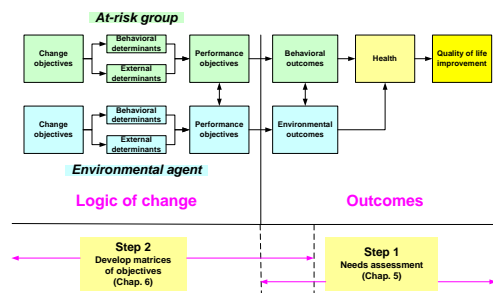 At-risk group
Change
objectives
Behavioral
determinants
External
determinants
Performance
objectives
Behavioral
outcomes
Health
Quality of life
improvement
Change
objectives
Behavioral
determinants
External
determinants
Performance
objectives
Environmental
outcomes
Environmental agent
Logic of change
Outcomes
Step 2
Develop matrices
of objectives
(Chap. 6)
Step 1
Needs assessment
(Chap. 5)